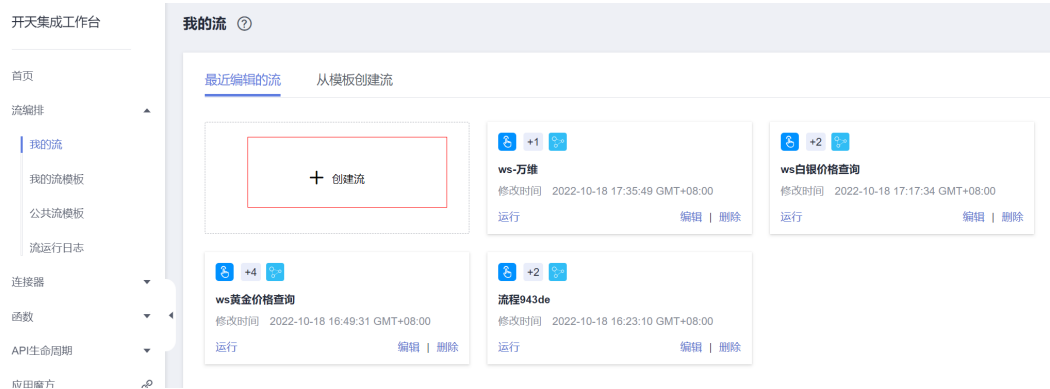 开天集成工作台
我的流
首页
流编排
我的流
我的流模板
公共流模板
流运行日志
连接器
函数
API生命周期
应用魔方
最近编辑的流 从模板创建流
创建流
+1
ws-万维
修改时间 2022-10-18 17:35:49 GMT+08:00
运行 编辑 | 删除
+2
ws白银价格查询
修改时间 2022-10-18 17:17:34 GMT+08:00
运行 编辑 | 删除
+4
ws黄金价格查询
修改时间 2022-10-18 16:49:31 GMT+08:00
运行 编辑 | 删除
+2
流程943de
修改时间 2022-10-18 16:23:10 GMT+08:00
运行 编辑 | 删除